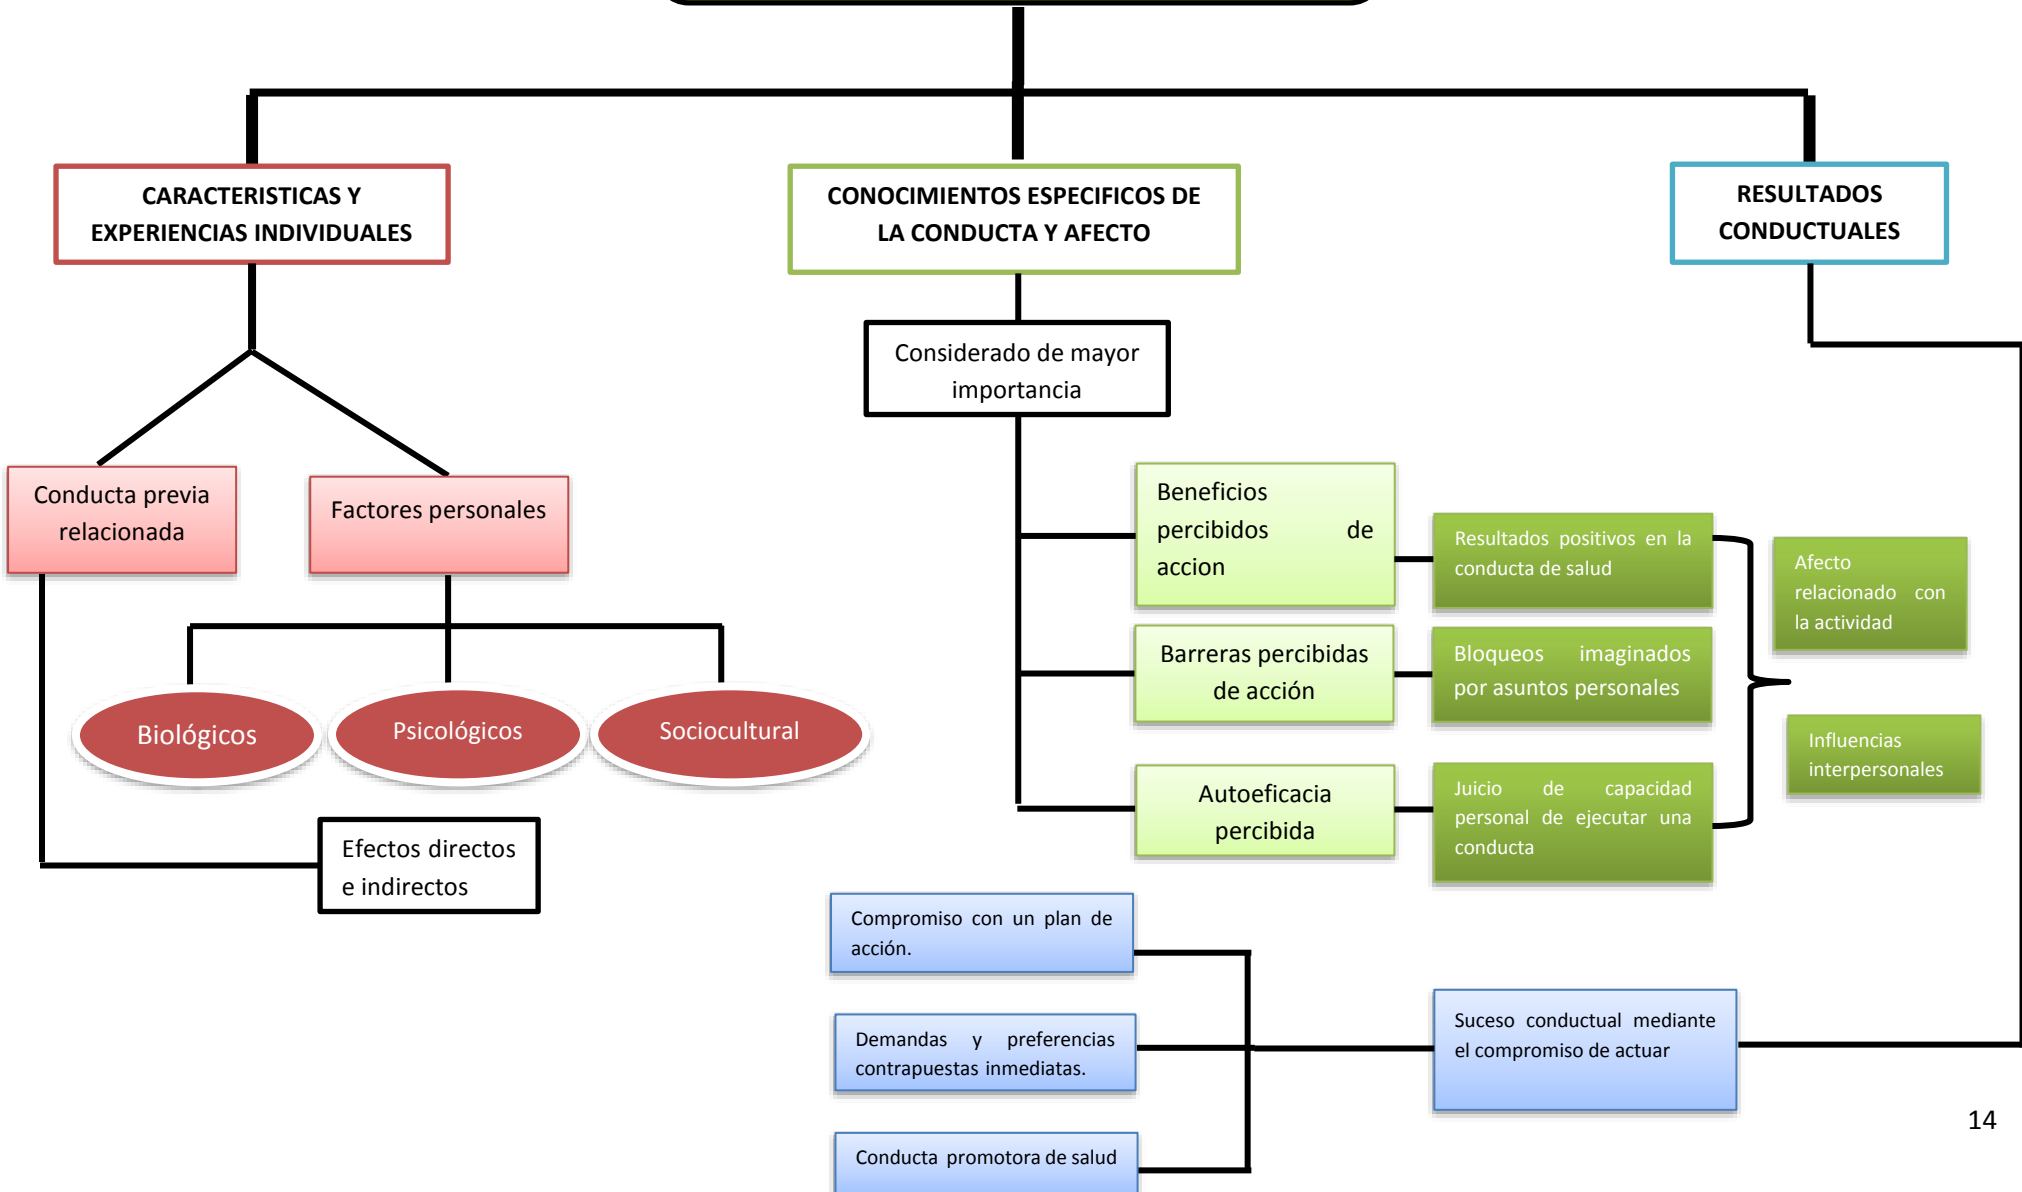 CARACTERISTICAS Y
EXPERIENCIAS INDIVIDUALES
CONOCIMIENTOS ESPECIFICOS DE
LA CONDUCTA Y AFECTO
RESULTADOS
CONDUCTUALES
Considerado de mayor
importancia
Conducta previa
relacionada
Factores personales
Biológicos
Psicológicos
Sociocultural
Efectos directos
e indirectos
Beneficios
percibidos de
accion
Resultados positivos en la
conducta de salud
Barreras percibidas
de acción
Bloqueos imaginados
por asuntos personales
Autoeficacia
percibida
Juicio de capacidad
personal de ejecutar una
conducta
Afecto
relacionado con
la actividad
Influencias
interpersonales
Compromiso con un plan de
acción.
Demandas y preferencias
contrapuestas inmediatas.
Conducta promotora de salud
Suceso conductual mediante
el compromiso de actuar
14